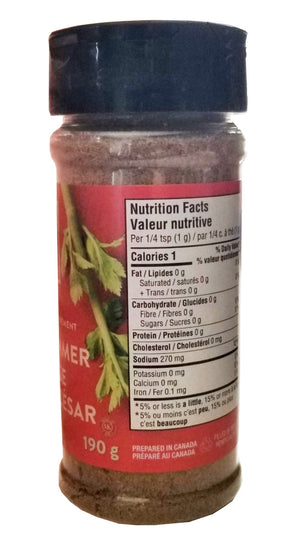 Nutrition Facts
Valeur nutritive
Per 1/4 tsp (1 g) / par 1/4 c. à thé
Calories 1
% Daily Value
% valeur quotidienne
Fat / Lipides 0 g
Saturated / saturés 0 g
+ Trans / trans 0 g
Carbohydrate / Glucides 0 g
Fibre / Fibres 0 g
Sugars / Sucres 0 g
Protein / Protéines 0 g
Cholesterol / Cholestérol 0 mg
Sodium 270 mg
Potassium 0 mg
Calcium 0 mg
Iron / Fer 0.1 mg
*5% or less is a little, 15% or more
*5% ou moins c'est peu, 15% ou plus
c'est beaucoup
MER
LE
ESAR
190 g
PREPARED IN CANADA
PRÉPARÉ AU CANADA